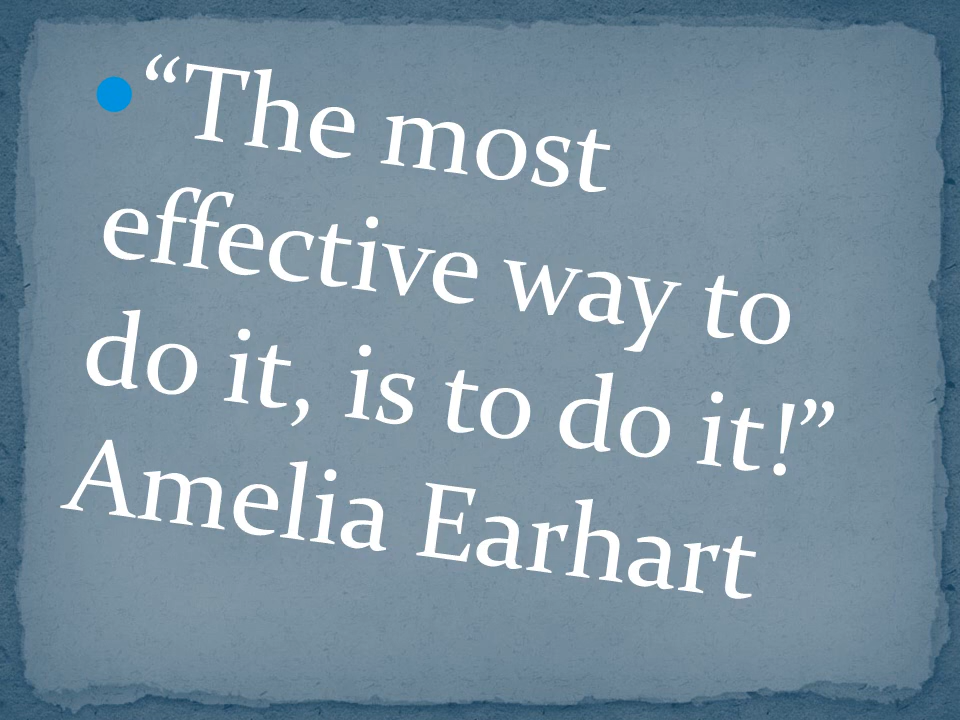 “The most
effective way to
do it, is to do it!”
Amelia Earhart